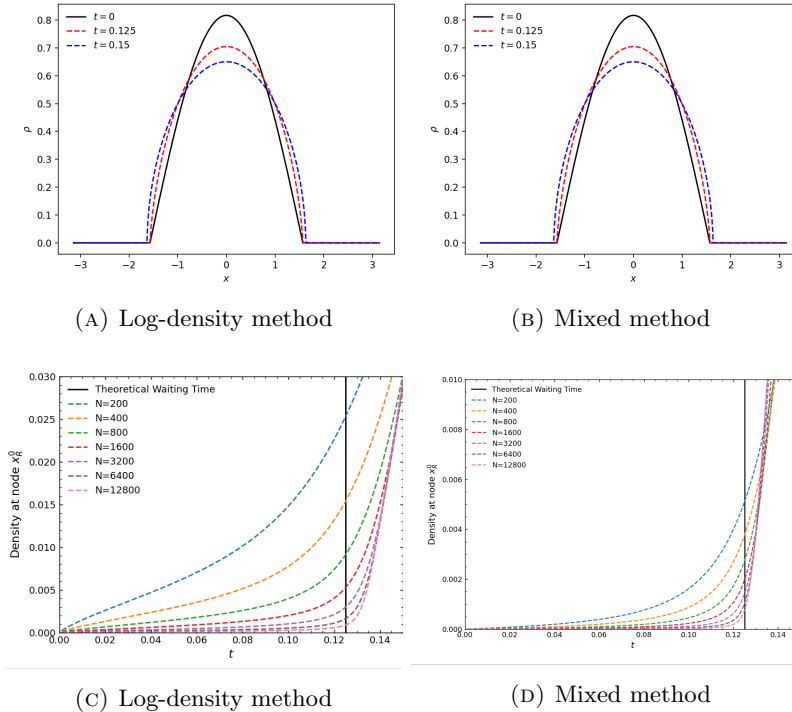 t = 0
t = 0.125
t = 0.15
0.8
0.7
0.6
0.5
0.4
0.3
0.2
0.1
0.0
ρ
−3 −2 −1 0 1 2 3
x
(A) Log-density method
t = 0
t = 0.125
t = 0.15
0.8
0.7
0.6
0.5
0.4
0.3
0.2
0.1
0.0
ρ
−3 −2 −1 0 1 2 3
x
(B) Mixed method
Theoretical Waiting Time
N=200
N=400
N=800
N=1600
N=3200
N=6400
N=12800
0.030
0.025
0.020
0.015
0.010
0.005
0.000
Density at node x_R^0
0.00 0.02 0.04 0.06 0.08 0.10 0.12 0.14
t
(C) Log-density method
Theoretical Waiting Time
N=200
N=400
N=800
N=1600
N=3200
N=6400
N=12800
0.010
0.008
0.006
0.004
0.002
0.000
Density at node x_R^0
0.00 0.02 0.04 0.06 0.08 0.10 0.12 0.14
t
(D) Mixed method